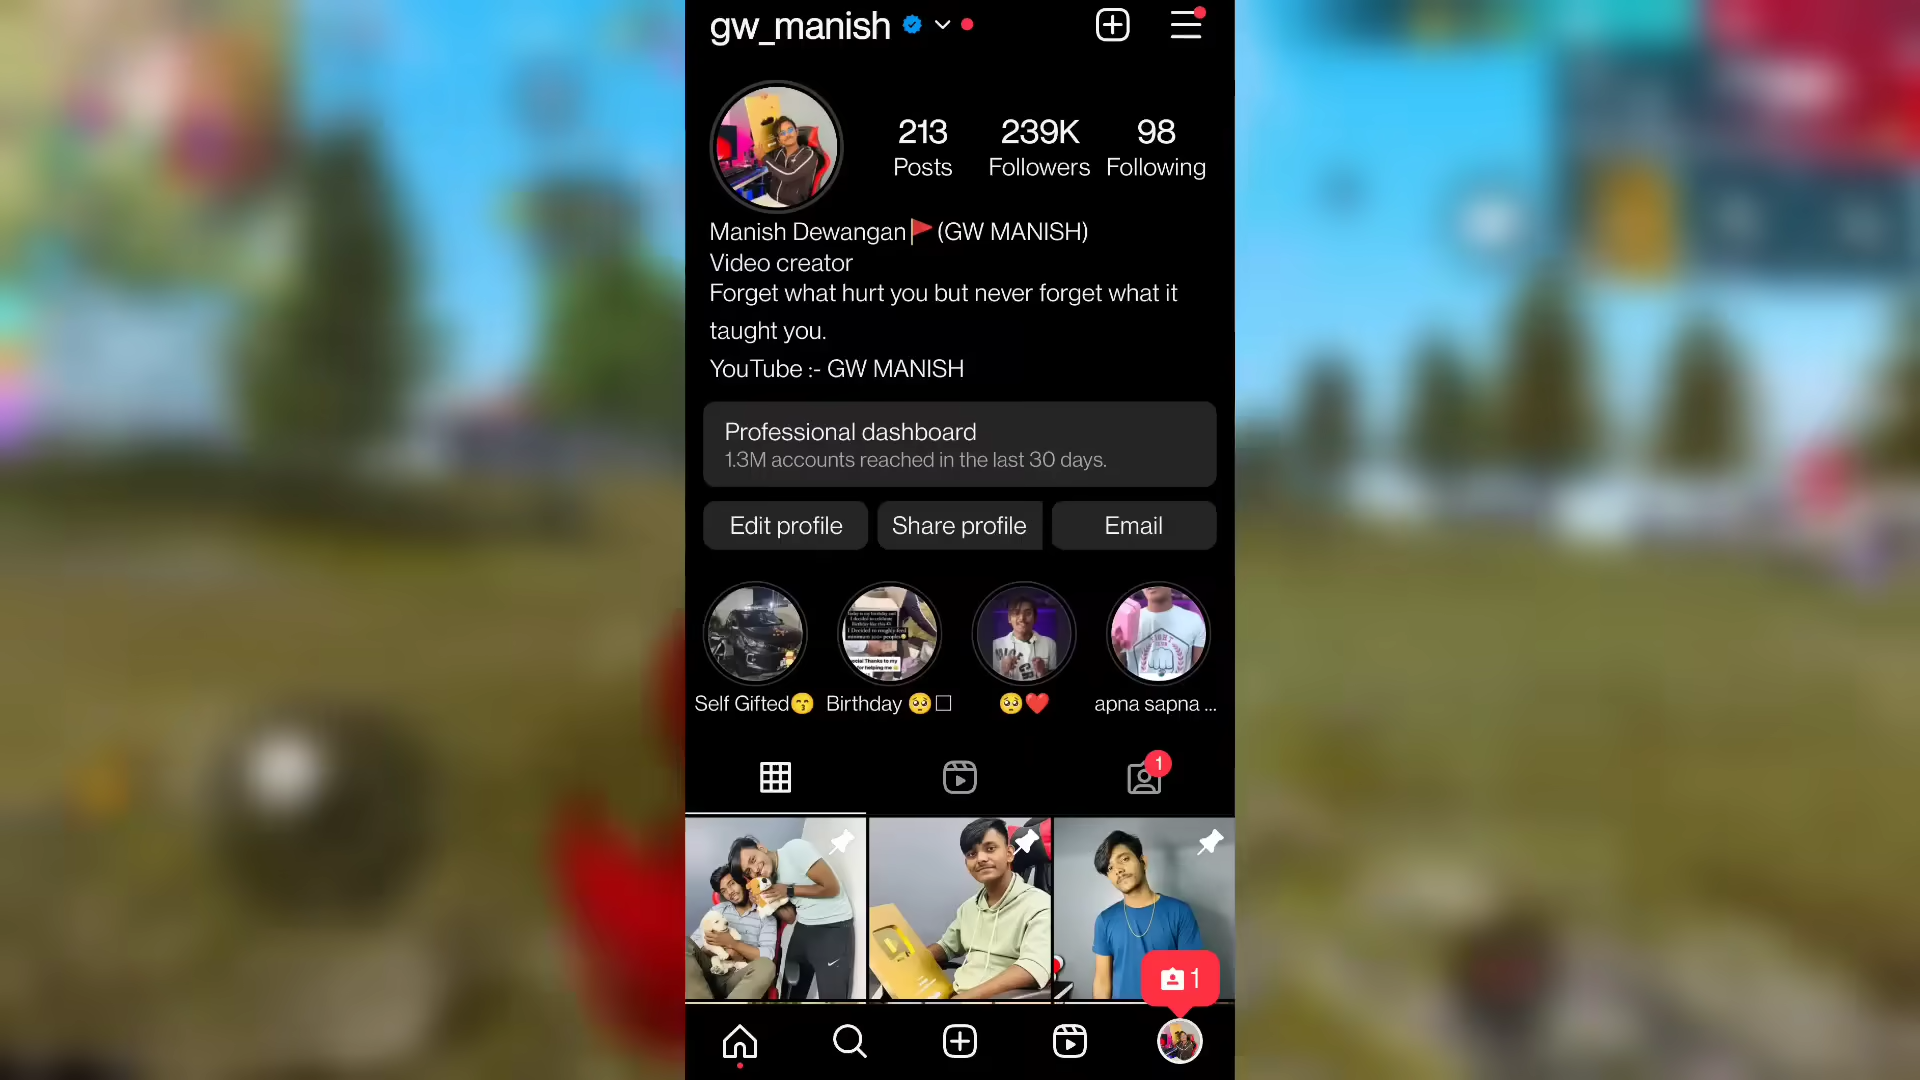 gw_manish
213 239K 98
Posts Followers Following
Manish Dewangan🚩(GW MANISH)
Video creator
Forget what hurt you but never forget what it
taught you.
YouTube :- GW MANISH
Professional dashboard
1.3M accounts reached in the last 30 days.
Edit profile Share profile Email
Self Gifted😙 Birthday 🥺□ 🥺❤️ apna sapna ...
1
1